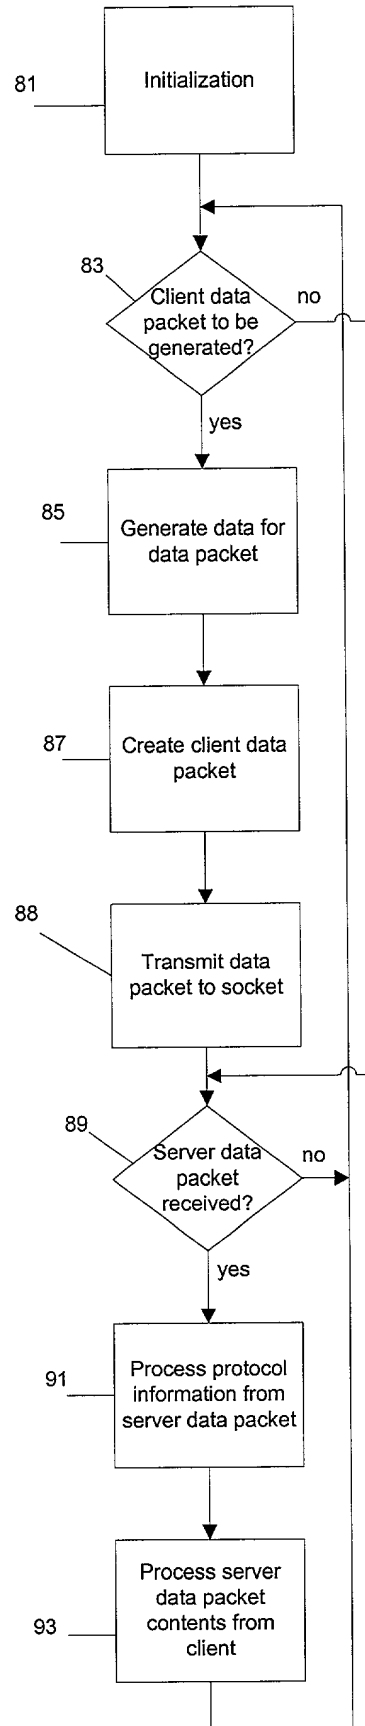 81
Initialization
83
Client data
packet to be
generated?
no
yes
85
Generate data for
data packet
87
Create client data
packet
88
Transmit data
packet to socket
89
Server data
packet
received?
no
yes
91
Process protocol
information from
server data packet
93
Process server
data packet
contents from
client